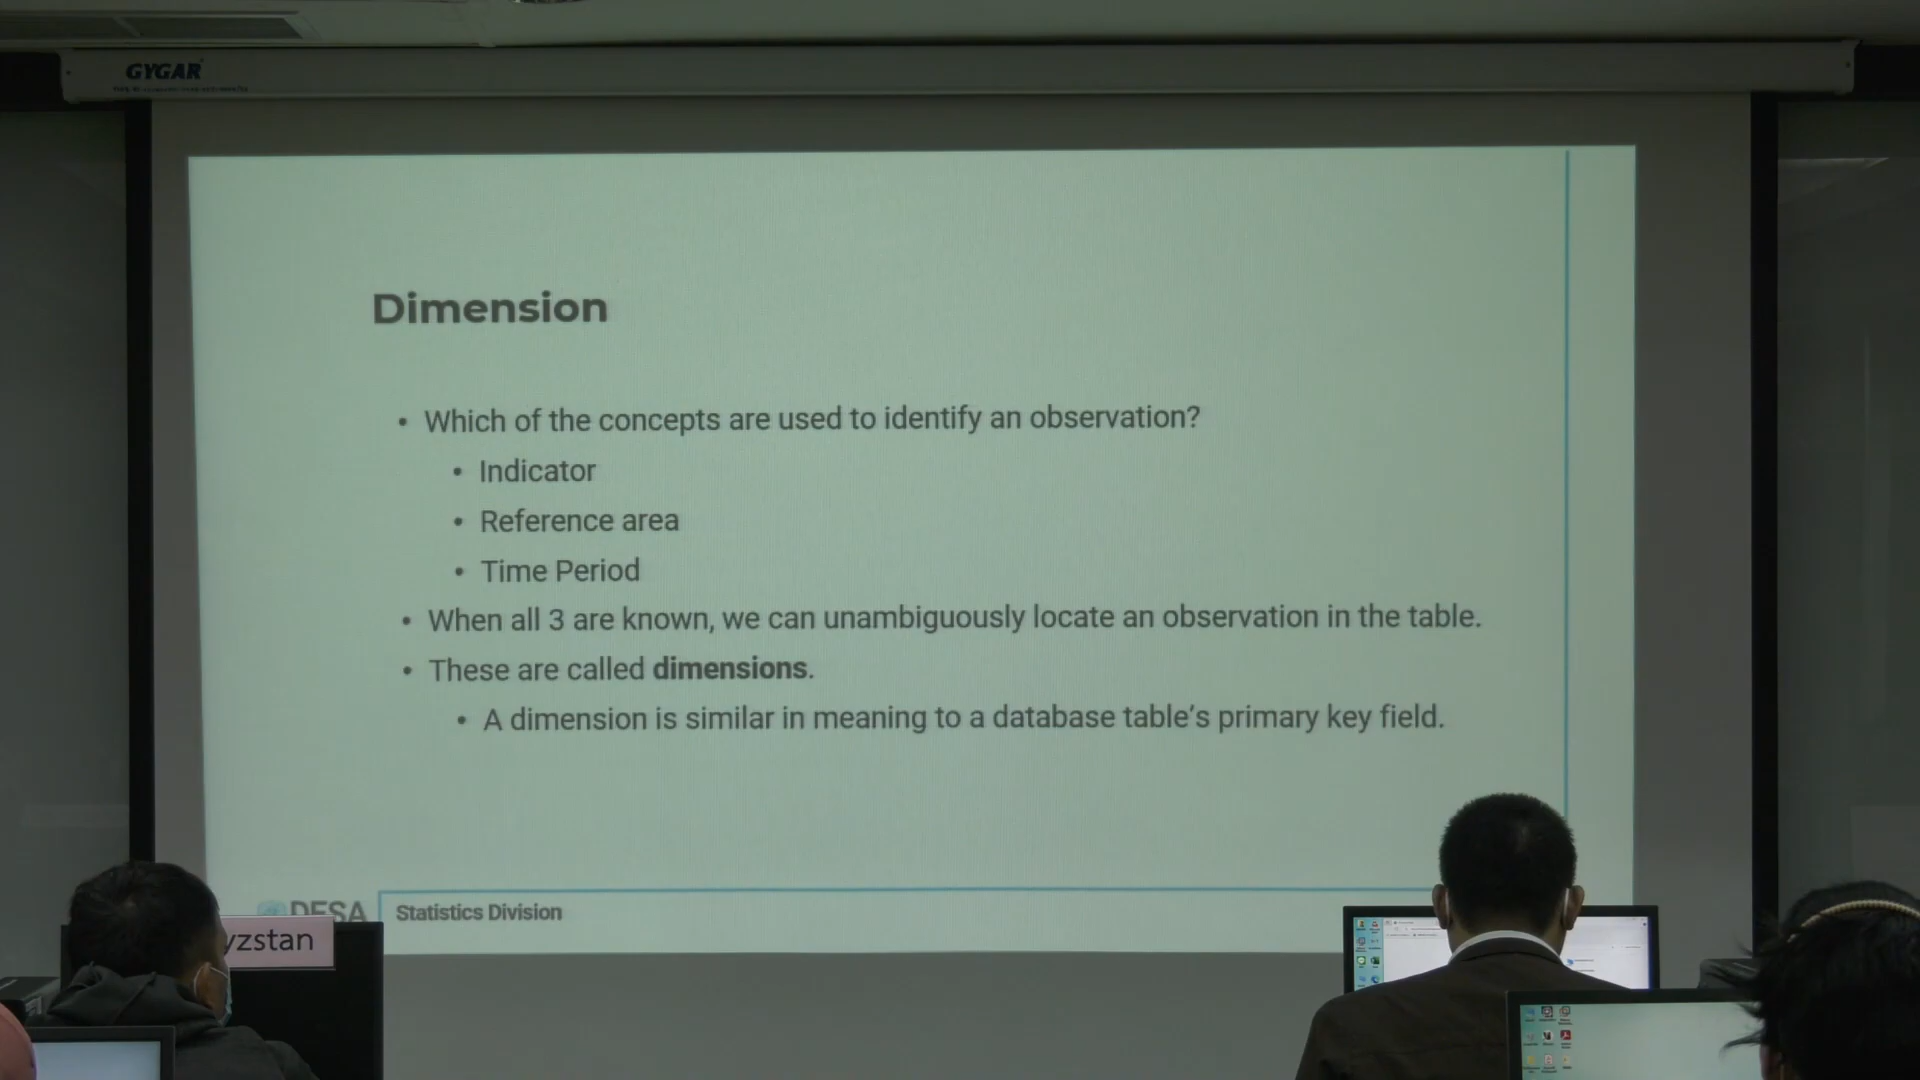 GYGAR
Dimension
• Which of the concepts are used to identify an observation?
• Indicator
• Reference area
• Time Period
• When all 3 are known, we can unambiguously locate an observation in the table.
• These are called dimensions.
• A dimension is similar in meaning to a database table’s primary key field.
DESA
Statistics Division
yzstan